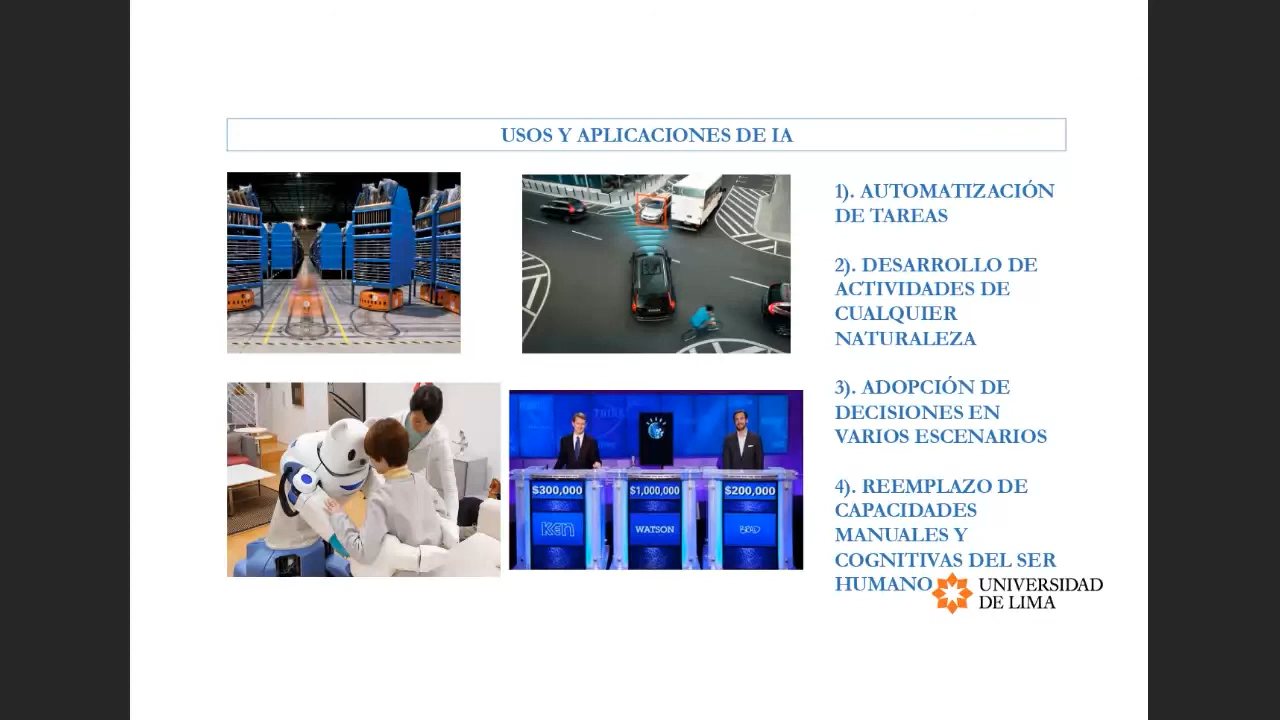 USOS Y APLICACIONES DE IA
1). AUTOMATIZACIÓN
DE TAREAS
2). DESARROLLO DE
ACTIVIDADES DE
CUALQUIER
NATURALEZA
3). ADOPCIÓN DE
DECISIONES EN
VARIOS ESCENARIOS
4). REEMPLAZO DE
CAPACIDADES
MANUALES Y
COGNITIVAS DEL SER
HUMANO
$300,000
$1,000,000
$200,000
Ken
WATSON
BRAD
UNIVERSIDAD
DE LIMA